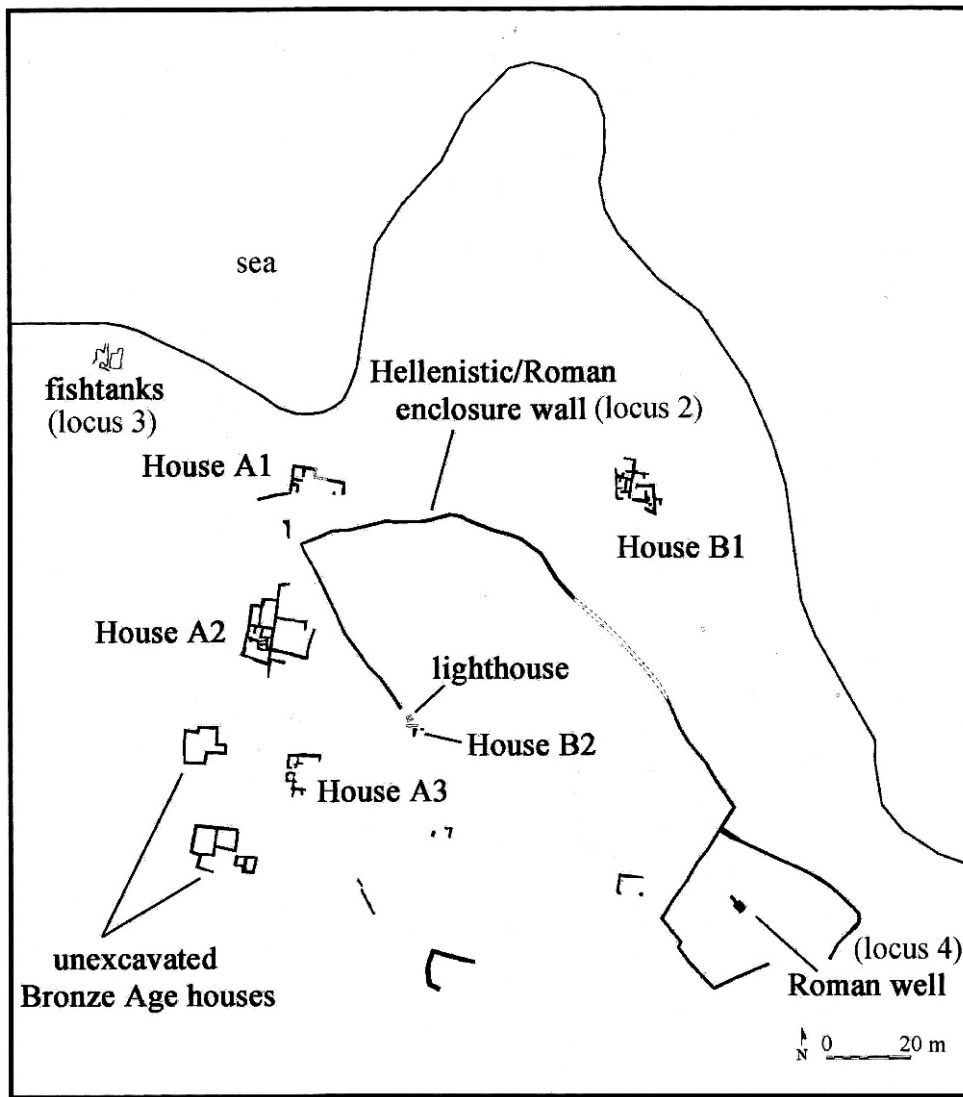 sea
fishtanks
(locus 3)
Hellenistic/Roman
enclosure wall (locus 2)
House A1
House B1
House A2
lighthouse
House B2
House A3
unexcavated
Bronze Age houses
(locus 4)
Roman well
N 0 20 m